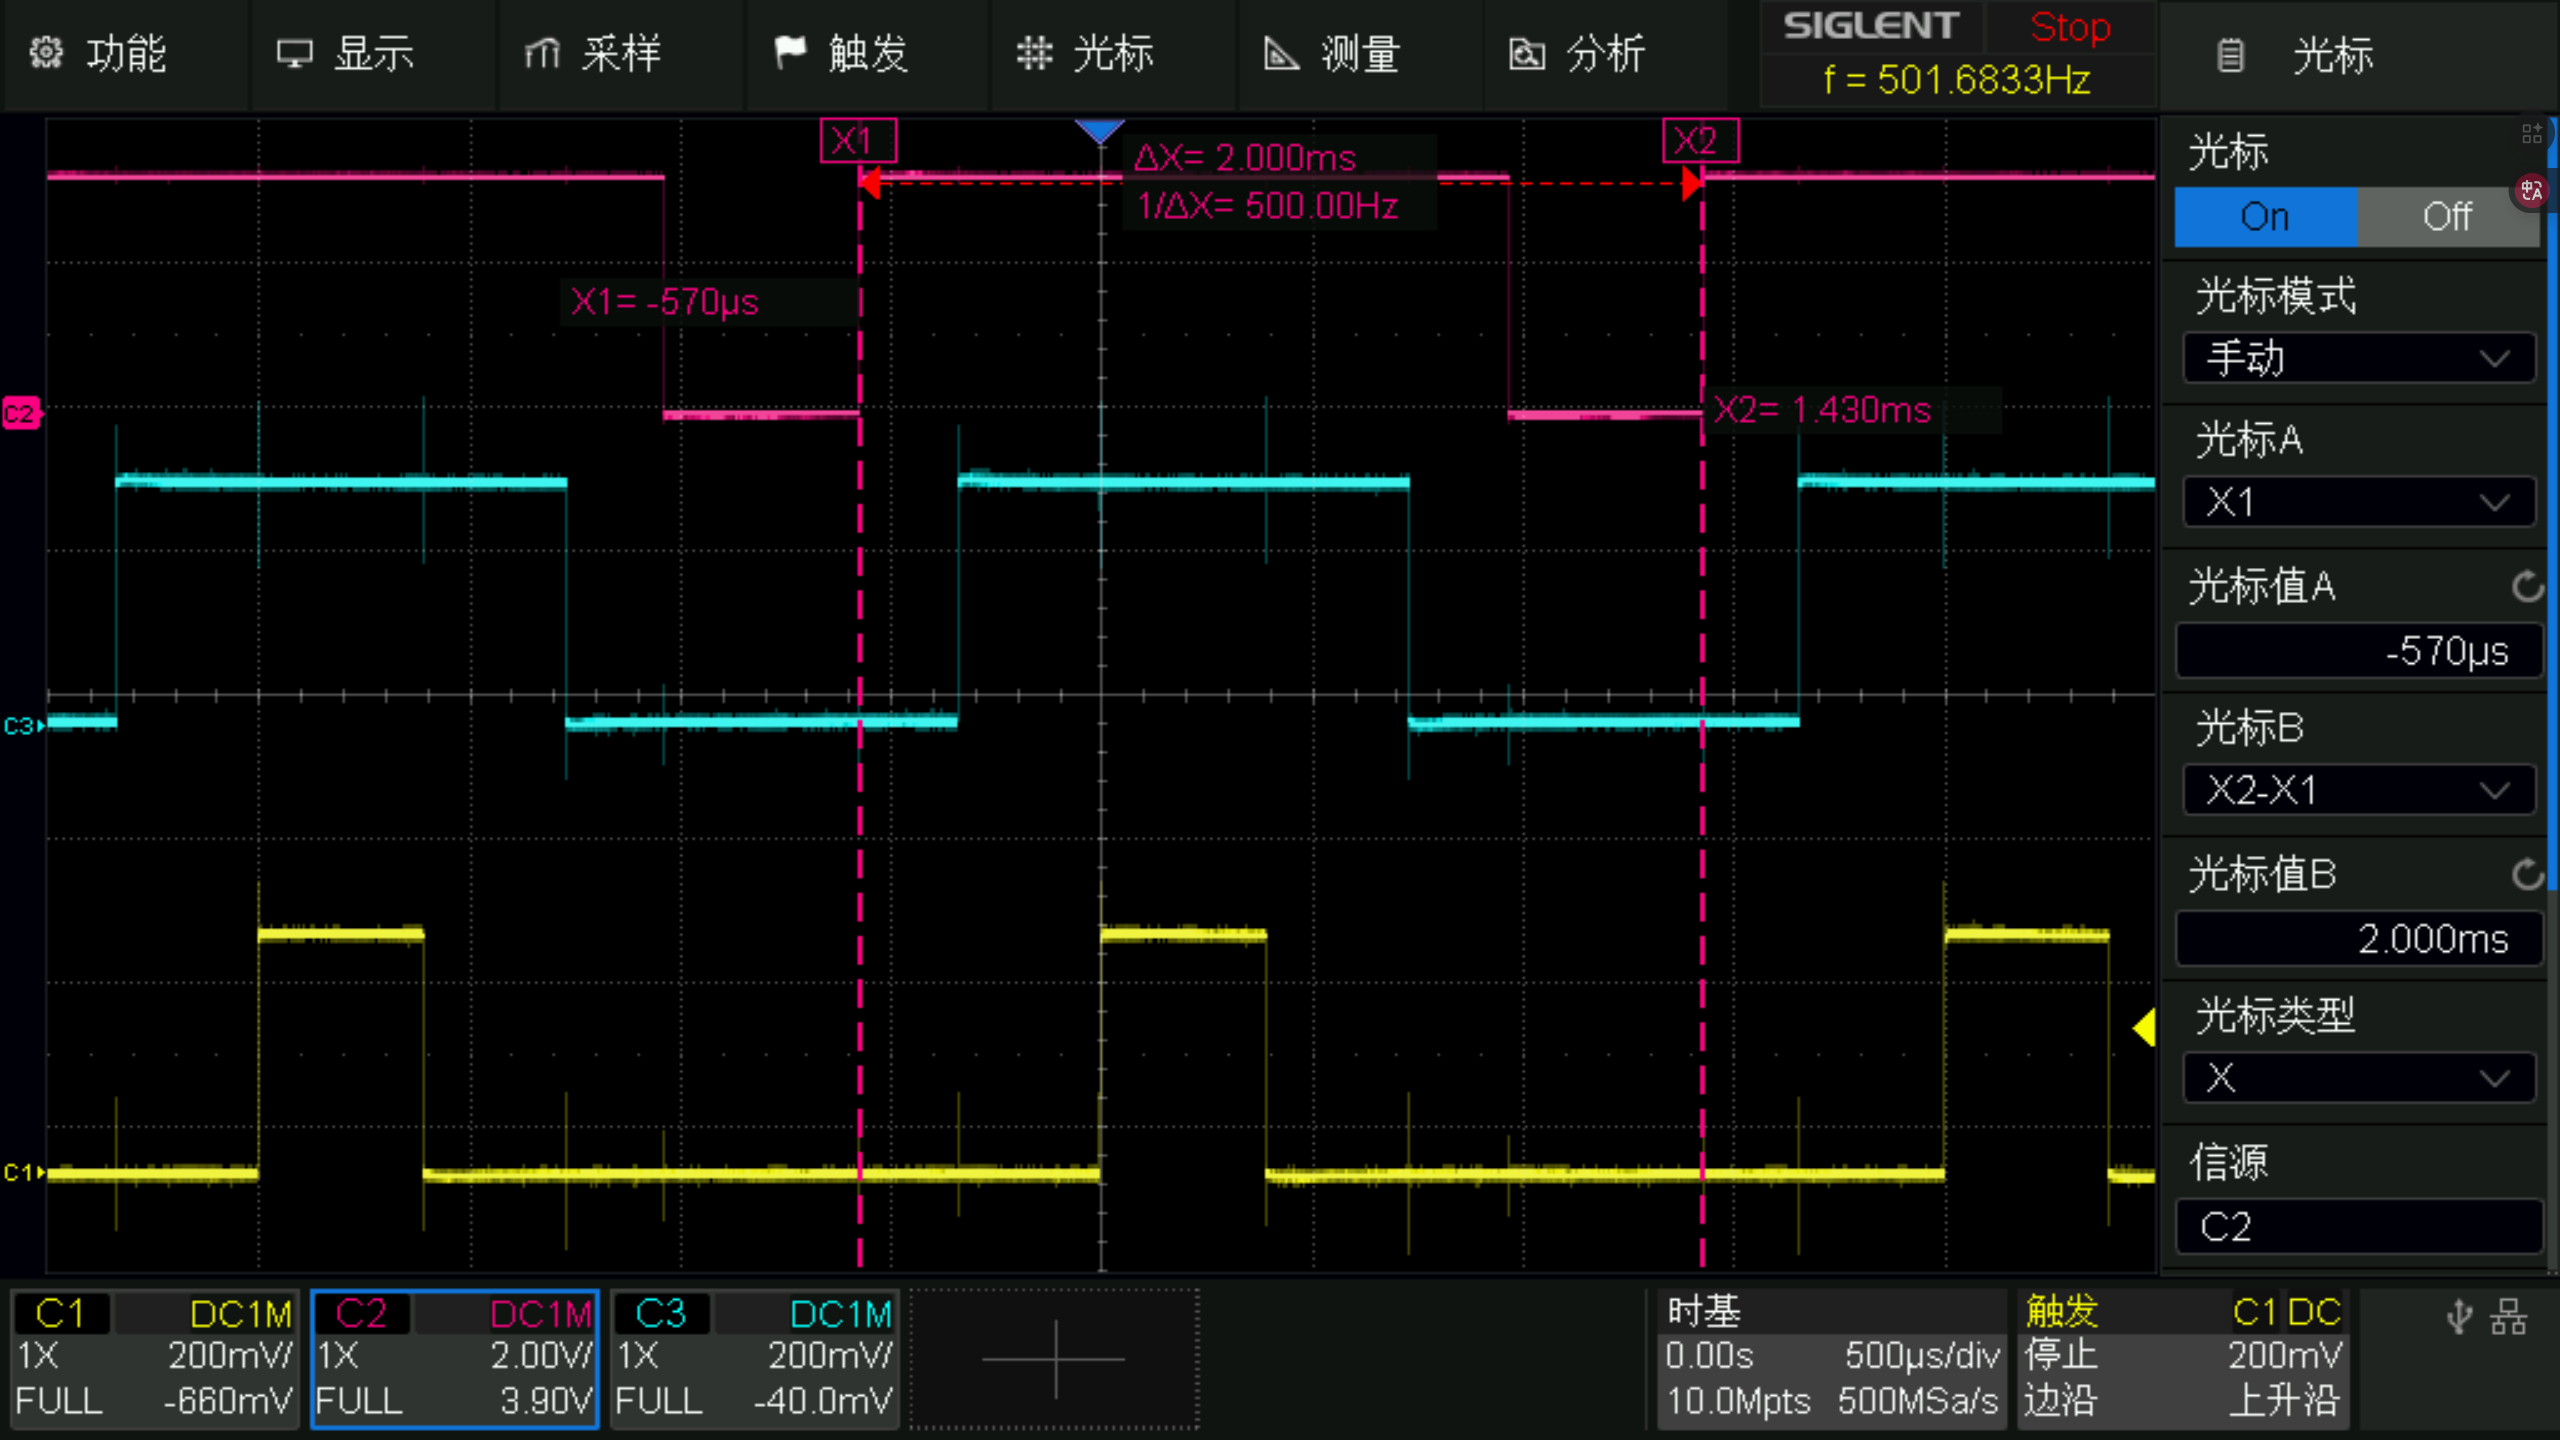 功能
显示
采样
触发
光标
测量
分析
SIGLENT
Stop
f = 501.6833Hz
光标
X1
X2
ΔX= 2.000ms
1/ΔX= 500.00Hz
X1= -570µs
X2= 1.430ms
C2
C3
C1
光标
On
Off
中A
光标模式
手动
光标A
X1
光标值A
-570µs
光标B
X2-X1
光标值B
2.000ms
光标类型
X
信源
C2
C1 DC1M
1X 200mV/
FULL -660mV
C2 DC1M
1X 2.00V/
FULL 3.90V
C3 DC1M
1X 200mV/
FULL -40.0mV
时基
0.00s 500µs/div
10.0Mpts 500MSa/s
触发 C1 DC
停止 200mV
边沿 上升沿